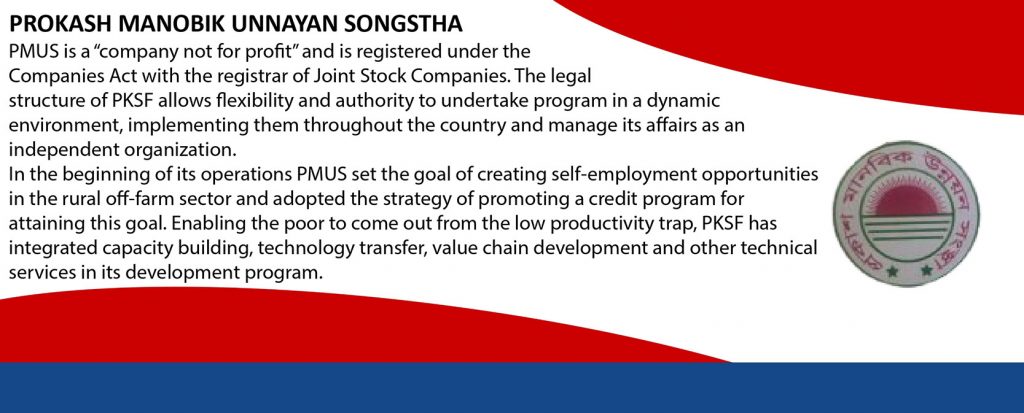 PROKASH MANOBIK UNNAYAN SONGSTHA
PMUS is a “company not for profit” and is registered under the
Companies Act with the registrar of Joint Stock Companies. The legal
structure of PKSF allows flexibility and authority to undertake program in a dynamic
environment, implementing them throughout the country and manage its affairs as an
independent organization.
In the beginning of its operations PMUS set the goal of creating self-employment opportunities
in the rural off-farm sector and adopted the strategy of promoting a credit program for
attaining this goal. Enabling the poor to come out from the low productivity trap, PKSF has
integrated capacity building, technology transfer, value chain development and other technical
services in its development program.
প্রকাশ মানবিক উন্নয়ন সংস্থা